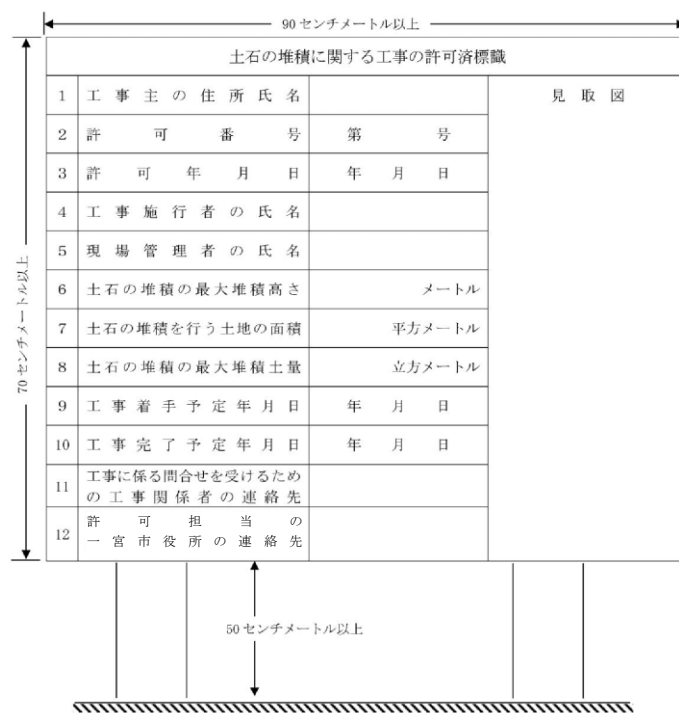 90センチメートル以上
土石の堆積に関する工事の許可済標識
1 工事主の住所氏名 見取図
2 許可番号 第 号
3 許可年月日 年 月 日
4 工事施行者の氏名
5 現場管理者の氏名
6 土石の堆積の最大堆積高さ メートル
7 土石の堆積を行う土地の面積 平方メートル
8 土石の堆積の最大堆積土量 立方メートル
9 工事着手予定年月日 年 月 日
10 工事完了予定年月日 年 月 日
11 工事に係る問合せを受けるため
の工事関係者の連絡先
12 許可担当の
一宮市役所の連絡先
70センチメートル以上
50センチメートル以上